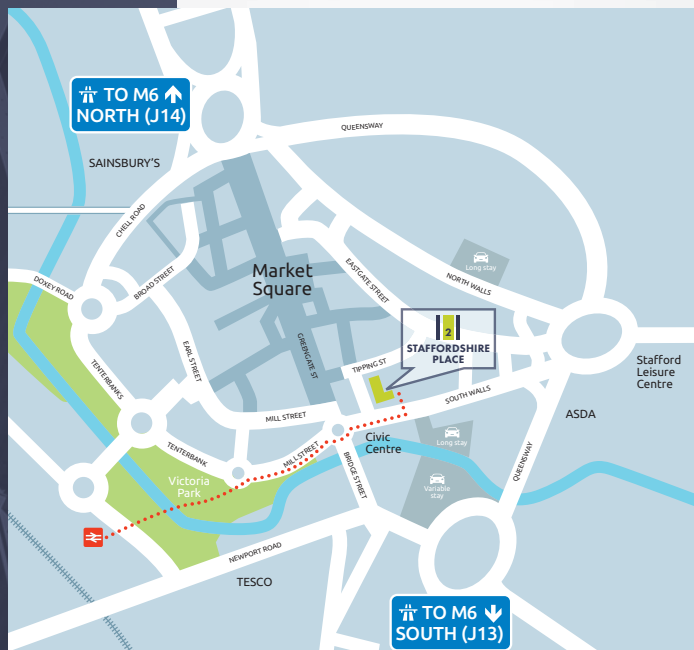 TO M6
NORTH (J14)
QUEENSWAY
SAINSBURY'S
CHELL ROAD
Long stay
Market
Square
EASTGATE STREET
NORTH WALLS
DOXEY ROAD
BROAD STREET
2
STAFFORDSHIRE
PLACE
EARL STREET
GREENGATE ST
TIPPING ST
Stafford
Leisure
Centre
TENTERBANKS
SOUTH WALLS
MILL STREET
ASDA
Civic
Centre
Long stay
TENTERBANK
MILL STREET
BRIDGE STREET
QUEENSWAY
Victoria
Park
Variable
stay
NEWPORT ROAD
TESCO
TO M6
SOUTH (J13)